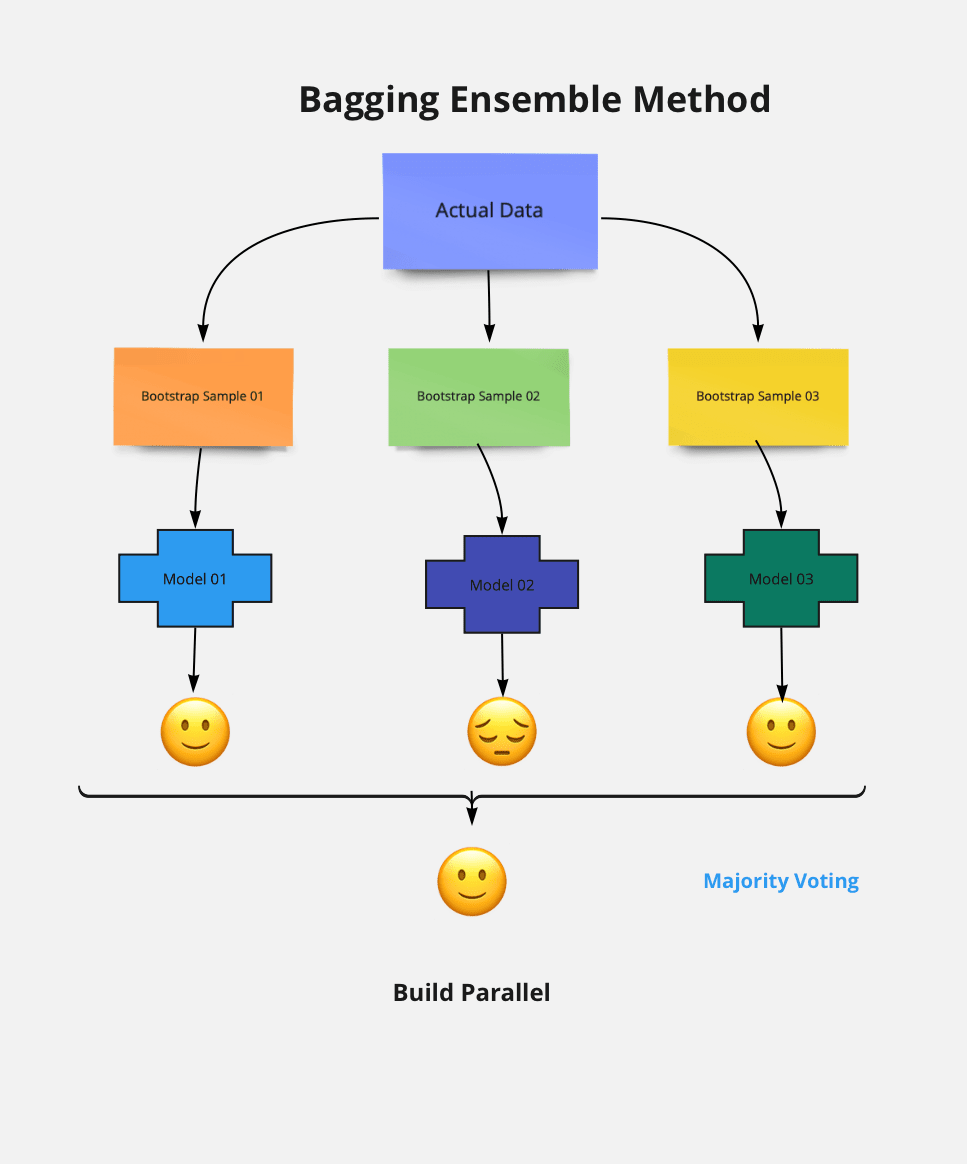 Bagging Ensemble Method
Actual Data
Bootstrap Sample 01
Bootstrap Sample 02
Bootstrap Sample 03
Model 01
Model 02
Model 03
Majority Voting
Build Parallel